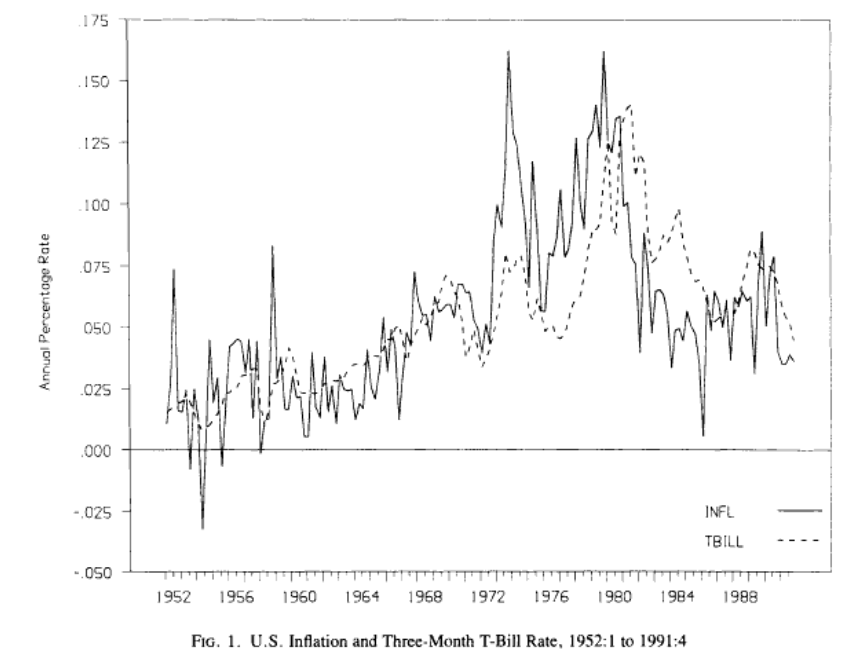 .175
.150
.125
.100
.075
.050
.025
.000
-.025
-.050
Annual Percentage Rate
INFL
TBILL
1952 1956 1960 1964 1968 1972 1976 1980 1984 1988
FIG. 1. U.S. Inflation and Three-Month T-Bill Rate, 1952:1 to 1991:4